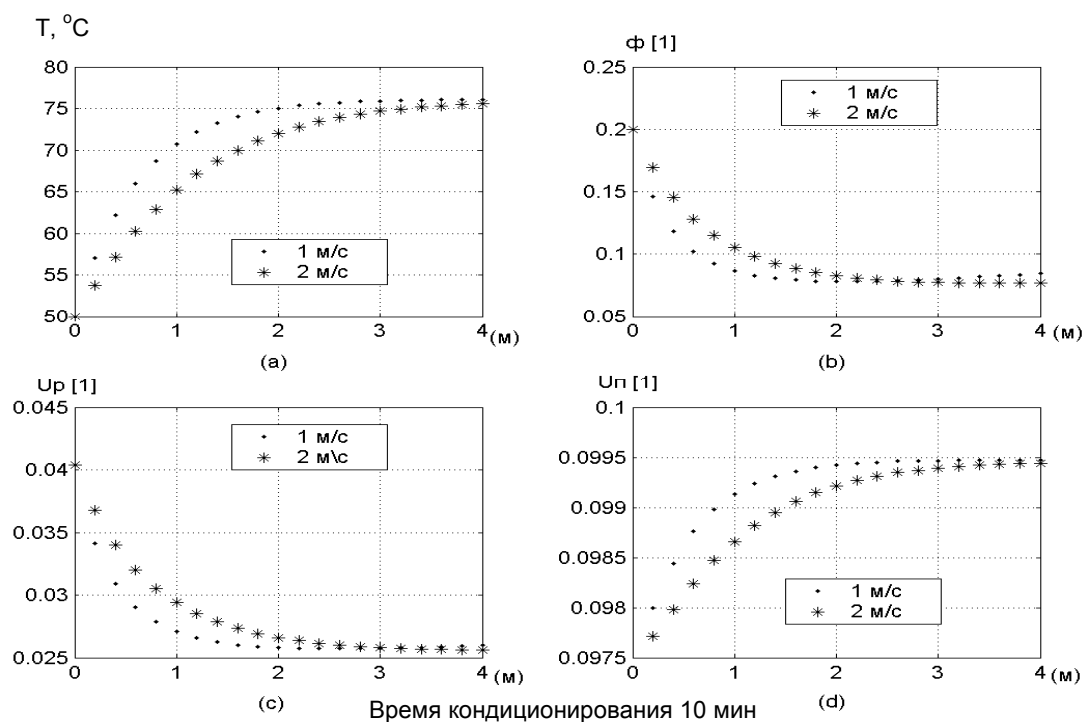 T, °C
80
75
70
65
60
55
50
0
1
2
3
4
(м)
1 м/с
2 м/с
(a)
ф [1]
0.25
0.2
0.15
0.1
0.05
0
1
2
3
4
(м)
1 м/с
2 м/с
(b)
Uр [1]
0.045
0.04
0.035
0.03
0.025
0
1
2
3
4
(м)
1 м/с
2 м\с
(c)
Uп [1]
0.1
0.0995
0.099
0.0985
0.098
0.0975
0
1
2
3
4
(м)
1 м/с
2 м/с
(d)
Время кондиционирования 10 мин